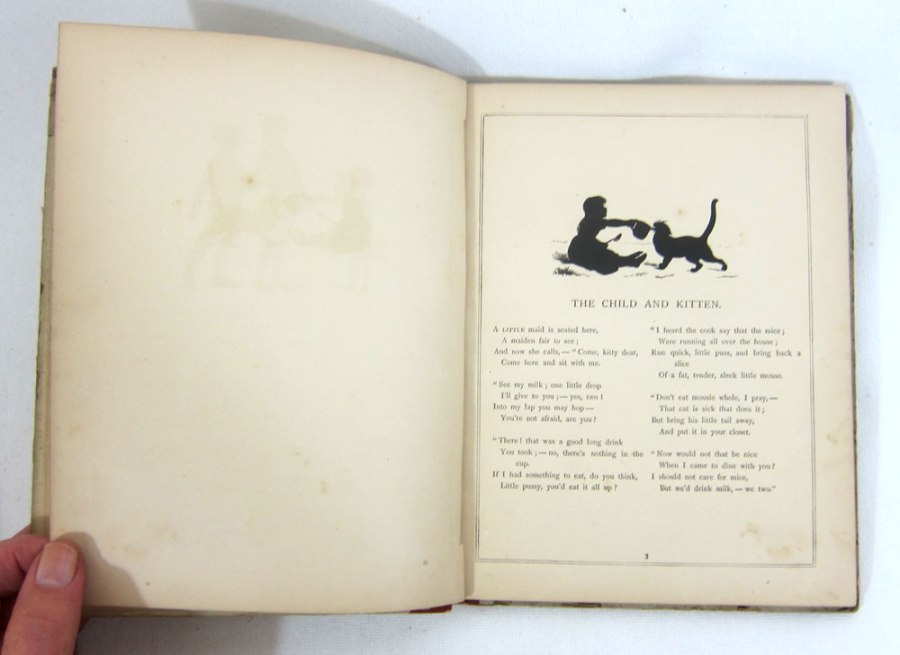 THE CHILD AND KITTEN.
A LITTLE maid is seated here,
A maiden fair to see;
And now she calls,—"Come, kitty dear,
Come here and sit with me.
"See my milk; one little drop
I'll give to you;—yes, two!
Into my lap you may hop—
You're not afraid, are you?
"There! that was a good long drink
You took;—no, there's nothing in the
cup.
If I had something to eat, do you think,
Little pussy, you'd eat it all up?
"I heard the cook say that the mice;
Were running all over the house;
Run quick, little puss, and bring back a
slice
Of a fat, tender, sleek little mouse.
"Don't eat mousie whole, I pray,—
That cat is sick that does it;
But bring his little tail away,
And put it in your closet.
"Now would not that be nice
When I came to dine with you?
I should not care for mice,
But we'd drink milk,—we two."
3